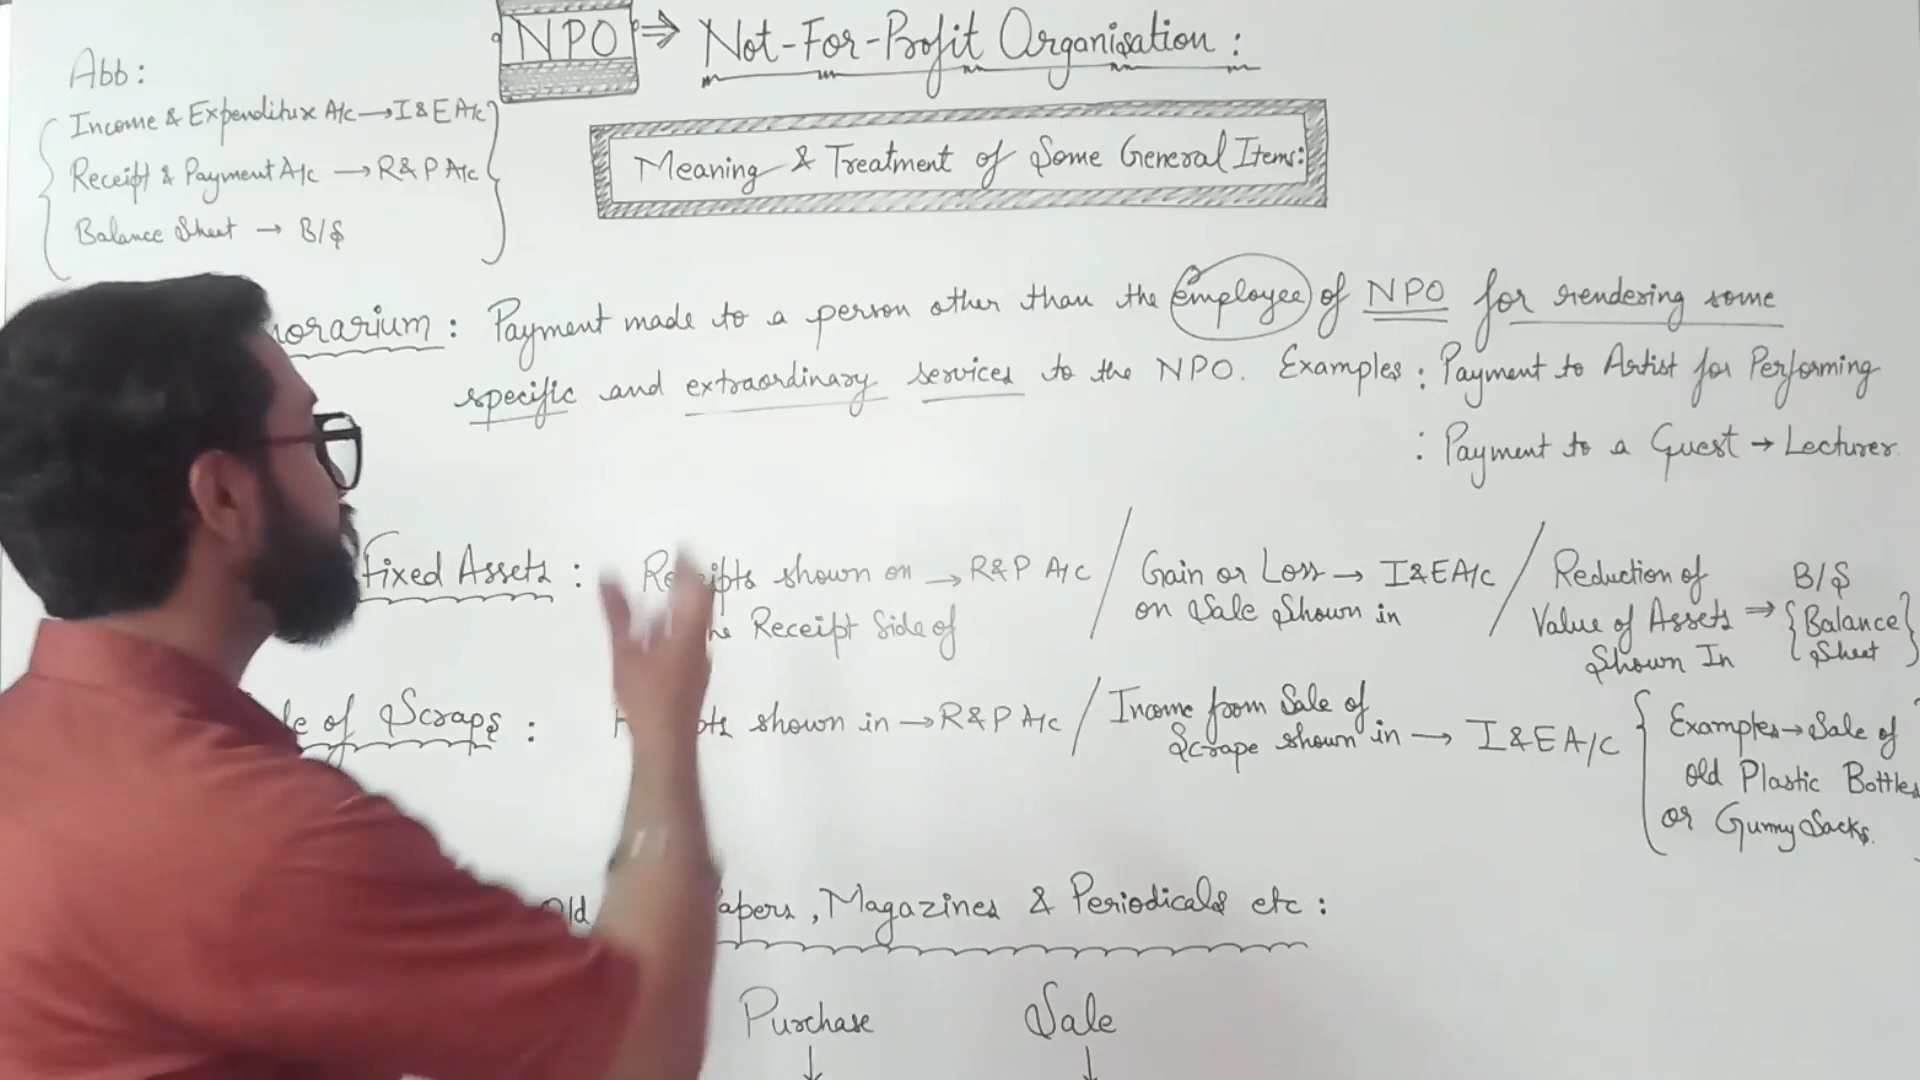 NPO ⇒ Not-For-Profit Organisation :
Abb :
Income & Expenditure A/c → I & E A/c
Receipt & Payment A/c → R & P A/c
Balance Sheet → B/S
Meaning & Treatment of Some General Items:
orarium : Payment made to a person other than the employee of NPO for rendering some
specific and extraordinary services to the NPO. Examples : Payment to Artist for Performing
: Payment to a Guest → Lecturer.
Fixed Assets : Receipts shown on → R&P A/c / Gain or Loss → I&E A/c / Reduction of B/S
he Receipt Side of on Sale Shown in Value of Assets ⇒ {Balance
Shown In Sheet}
le of Scraps : shown in → R&P A/c / Income from Sale of
Scrape shown in → I & E A/c { Examples → Sale of
old Plastic Bottles
or Gunny Sacks.
Old apers, Magazines & Periodicals etc :
Purchase Sale